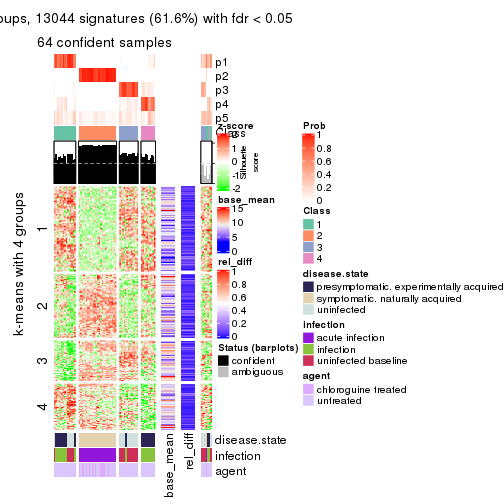 oups, 13044 signatures (61.6%) with fdr < 0.05
64 confident samples
p1
p2
p3
p4
p5
Class
Silhouette
score
k-means with 4 groups
1
2
3
4
z-score
2
1
0
-1
-2
base_mean
15
10
5
0
rel_diff
1
0.8
0.6
0.4
0.2
0
Status (barplots)
confident
ambiguous
Prob
1
0.8
0.6
0.4
0.2
0
Class
1
2
3
4
disease.state
presymptomatic, experimentally acquired
symptomatic, naturally acquired
uninfected
infection
acute infection
infection
uninfected baseline
agent
chloroguine treated
untreated
base_mean
rel_diff
disease.state
infection
agent